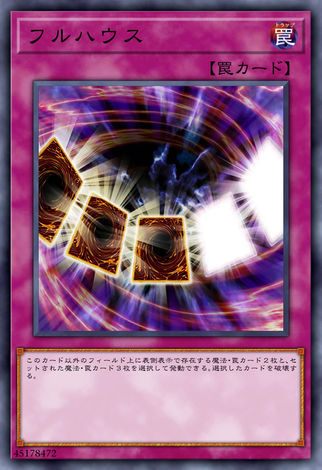 フルハウス
トラップ
罠
【罠カード】
このカード以外のフィールド上に表側表示で存在する魔法・罠カード２枚と、セ
ットされた魔法・罠カード３枚を選択して発動できる。選択したカードを破壊す
る。
45178472